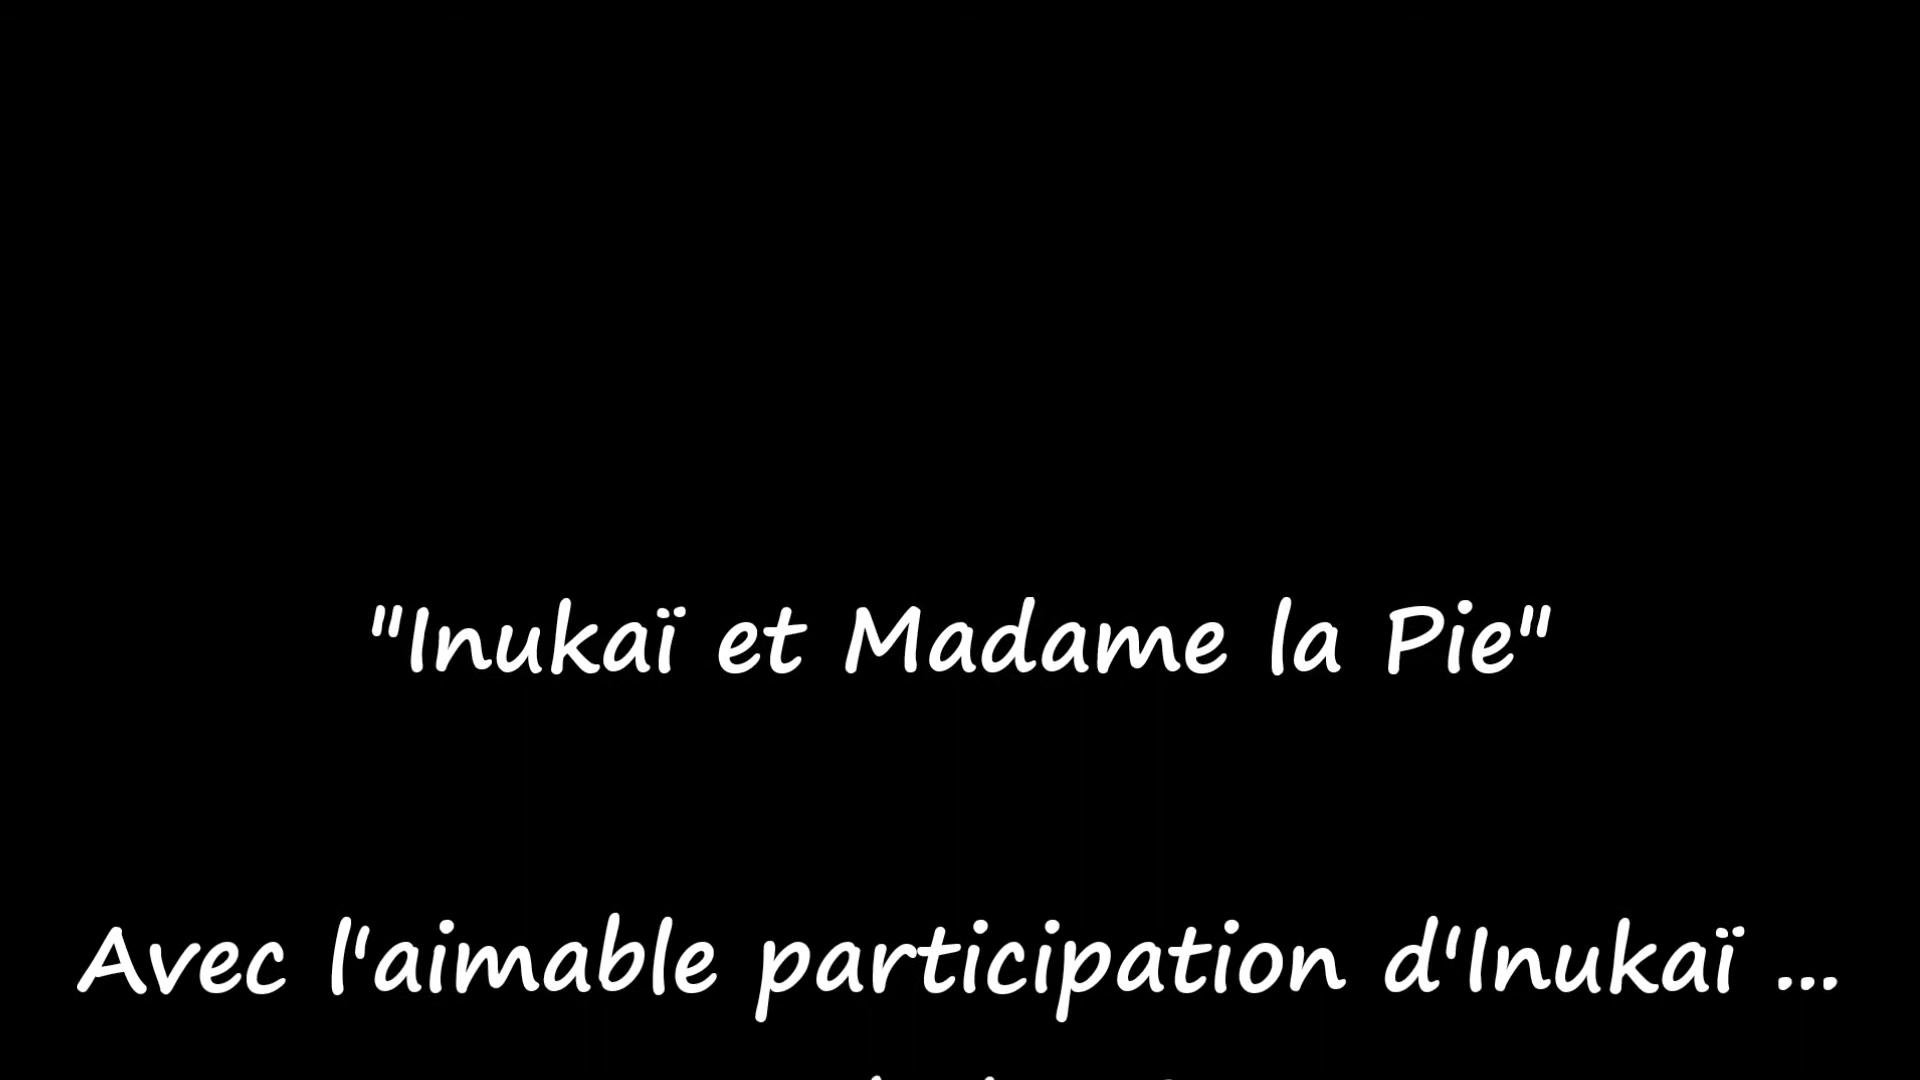 "Inukaï et Madame la Pie"
Avec l'aimable participation d'Inukaï ...